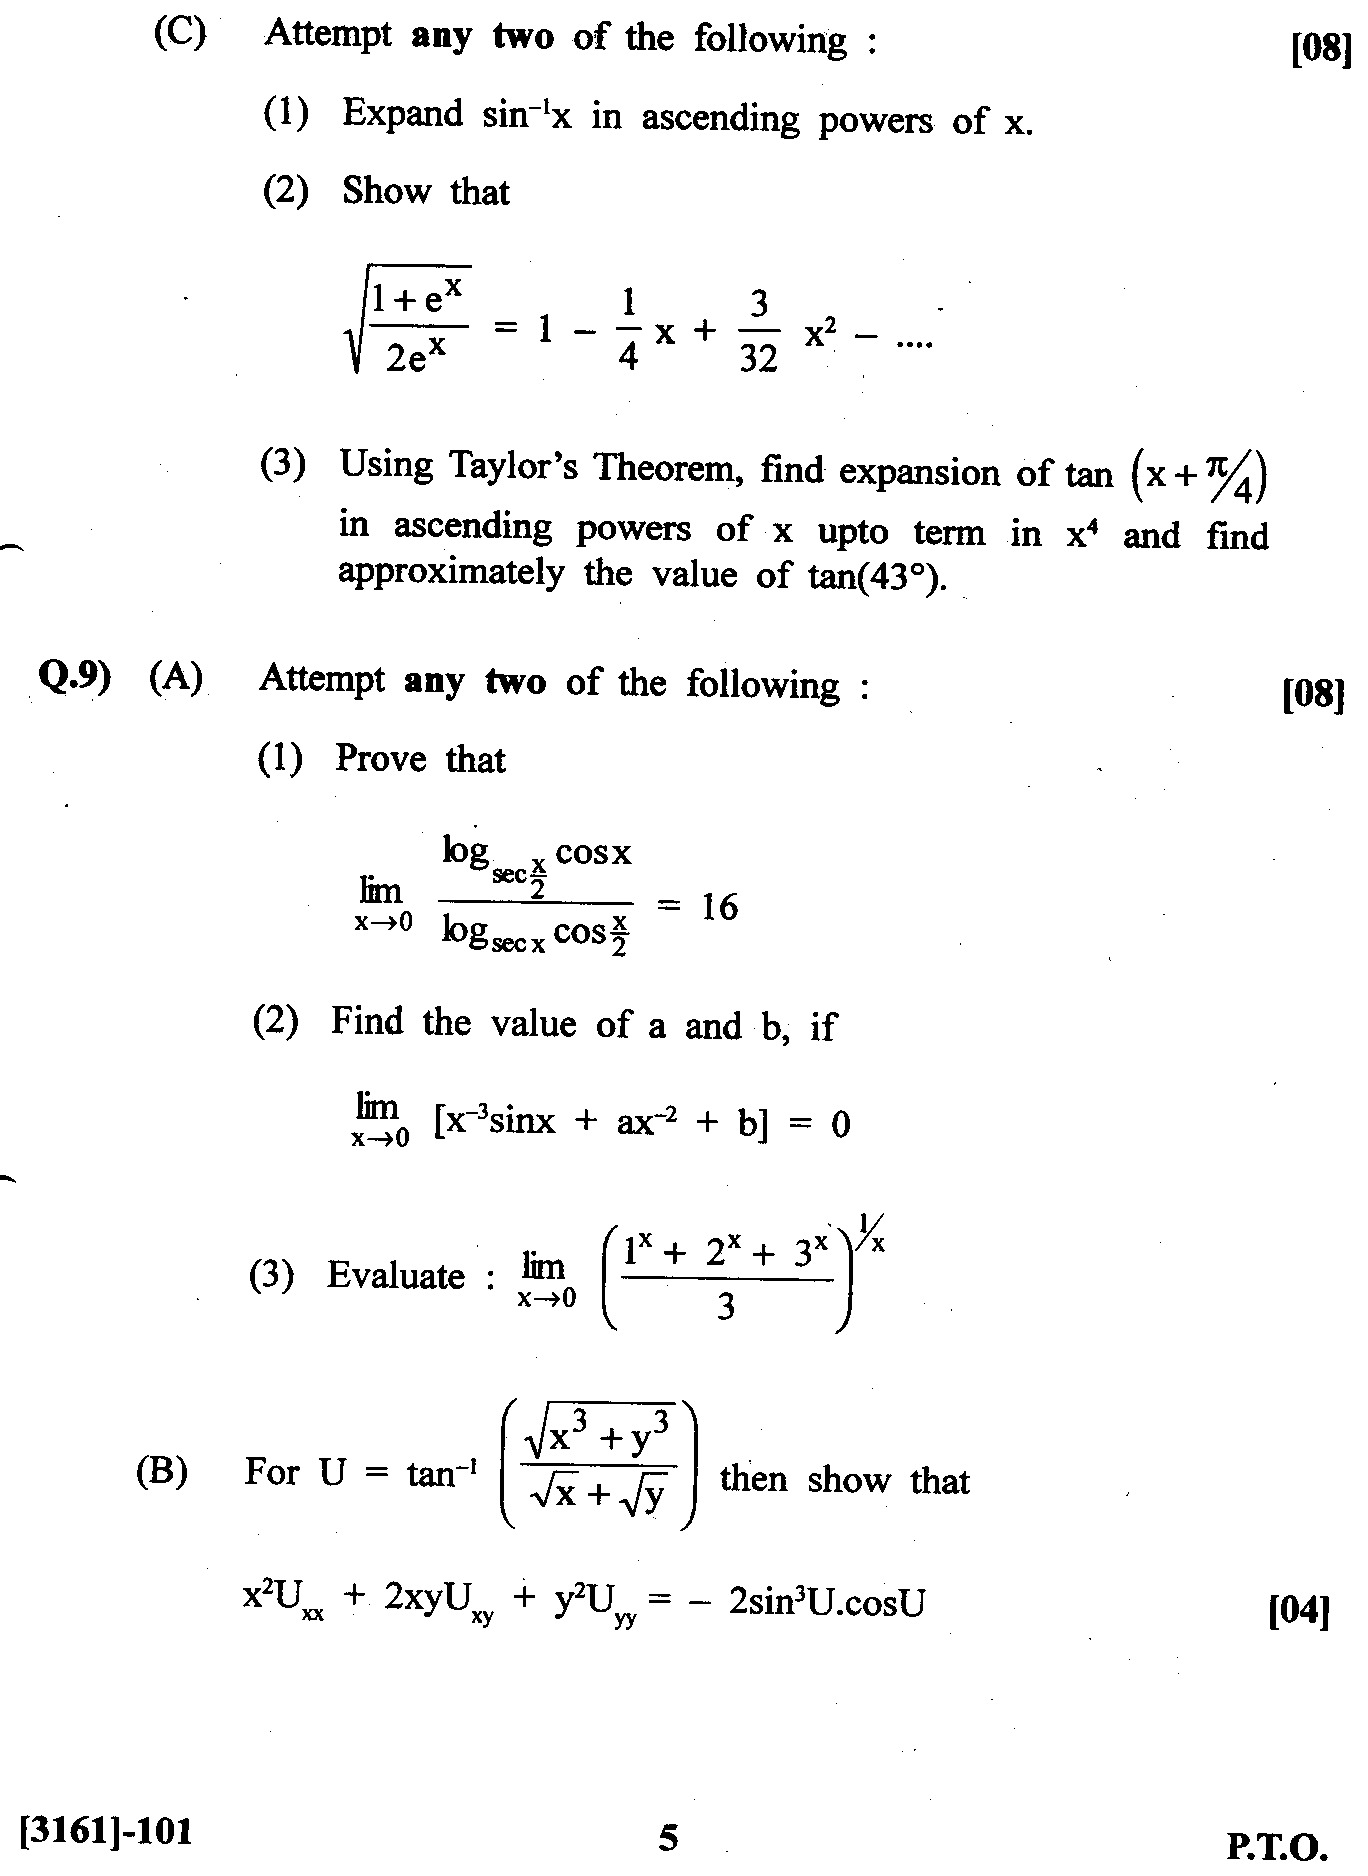 (C) Attempt any two of the following : [08]
(1) Expand sin⁻¹x in ascending powers of x.
(2) Show that
√((1 + eˣ)/(2eˣ)) = 1 − 1/4 x + 3/32 x² − ....
(3) Using Taylor's Theorem, find expansion of tan (x + π/4)
in ascending powers of x upto term in x⁴ and find
approximately the value of tan(43°).
Q.9) (A) Attempt any two of the following : [08]
(1) Prove that
lim x→0 (log_{sec x/2} cosx)/(log_{sec x} cos x/2) = 16
(2) Find the value of a and b, if
lim x→0 [x⁻³sinx + ax⁻² + b] = 0
(3) Evaluate : lim x→0 ((1ˣ + 2ˣ + 3ˣ)/3)^(1/x)
(B) For U = tan⁻¹ (√(x³ + y³)/(√x + √y)) then show that
x²U_xx + 2xyU_xy + y²U_yy = − 2sin³U.cosU [04]
[3161]-101 5 P.T.O.